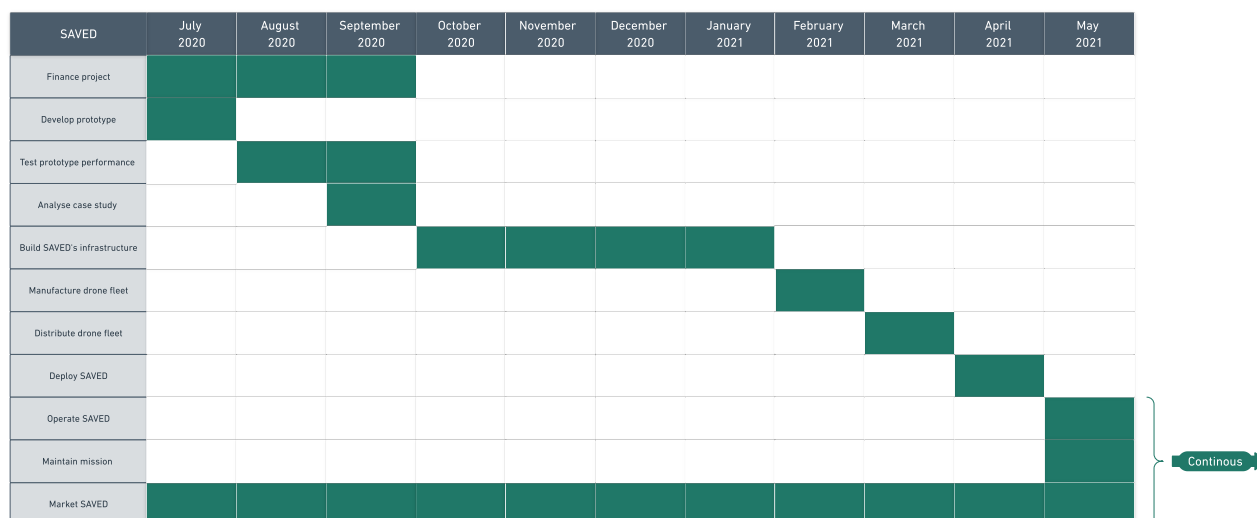 SAVED
July
2020
August
2020
September
2020
October
2020
November
2020
December
2020
January
2021
February
2021
March
2021
April
2021
May
2021
Finance project
Develop prototype
Test prototype performance
Analyse case study
Build SAVED's infrastructure
Manufacture drone fleet
Distribute drone fleet
Deploy SAVED
Operate SAVED
Maintain mission
Continous
Market SAVED